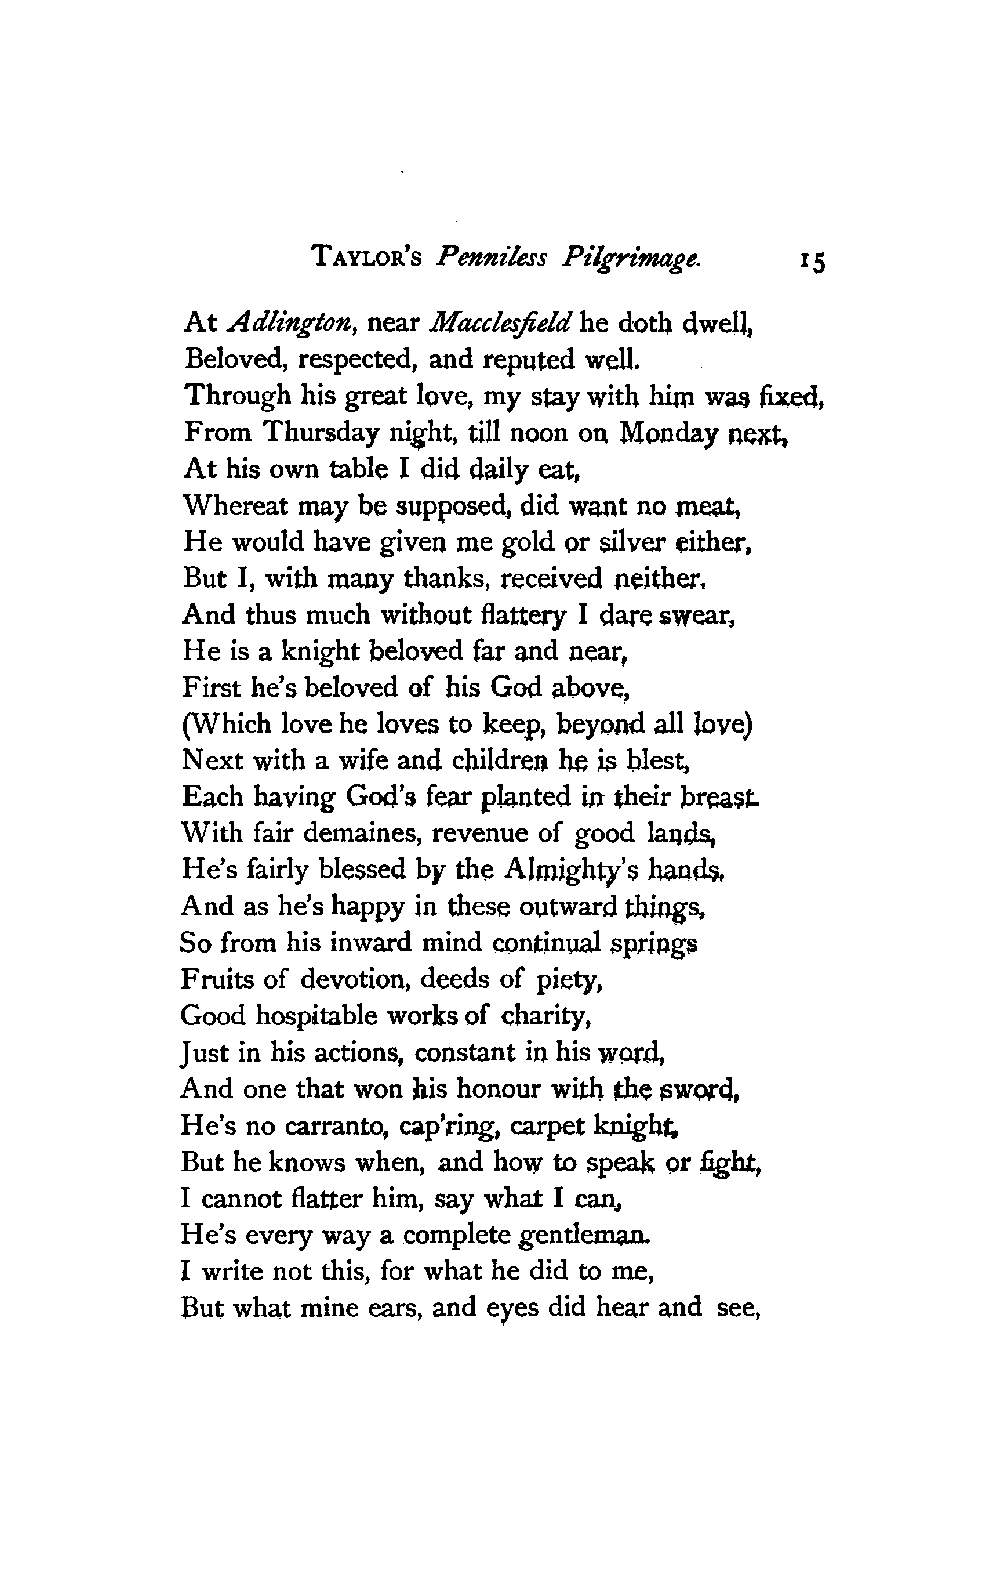 TAYLOR'S Penniless Pilgrimage. 15
At Adlington, near Macclesfield he doth dwell,
Beloved, respected, and reputed well.
Through his great love, my stay with him was fixed,
From Thursday night, till noon on Monday next,
At his own table I did daily eat,
Whereat may be supposed, did want no meat,
He would have given me gold or silver either,
But I, with many thanks, received neither.
And thus much without flattery I dare swear,
He is a knight beloved far and near,
First he's beloved of his God above,
(Which love he loves to keep, beyond all love)
Next with a wife and children he is blest,
Each having God's fear planted in their breast.
With fair demaines, revenue of good lands,
He's fairly blessed by the Almighty's hands,
And as he's happy in these outward things,
So from his inward mind continual springs
Fruits of devotion, deeds of piety,
Good hospitable works of charity,
Just in his actions, constant in his word,
And one that won his honour with the sword,
He's no carranto, cap'ring, carpet knight,
But he knows when, and how to speak or fight,
I cannot flatter him, say what I can,
He's every way a complete gentleman.
I write not this, for what he did to me,
But what mine ears, and eyes did hear and see,